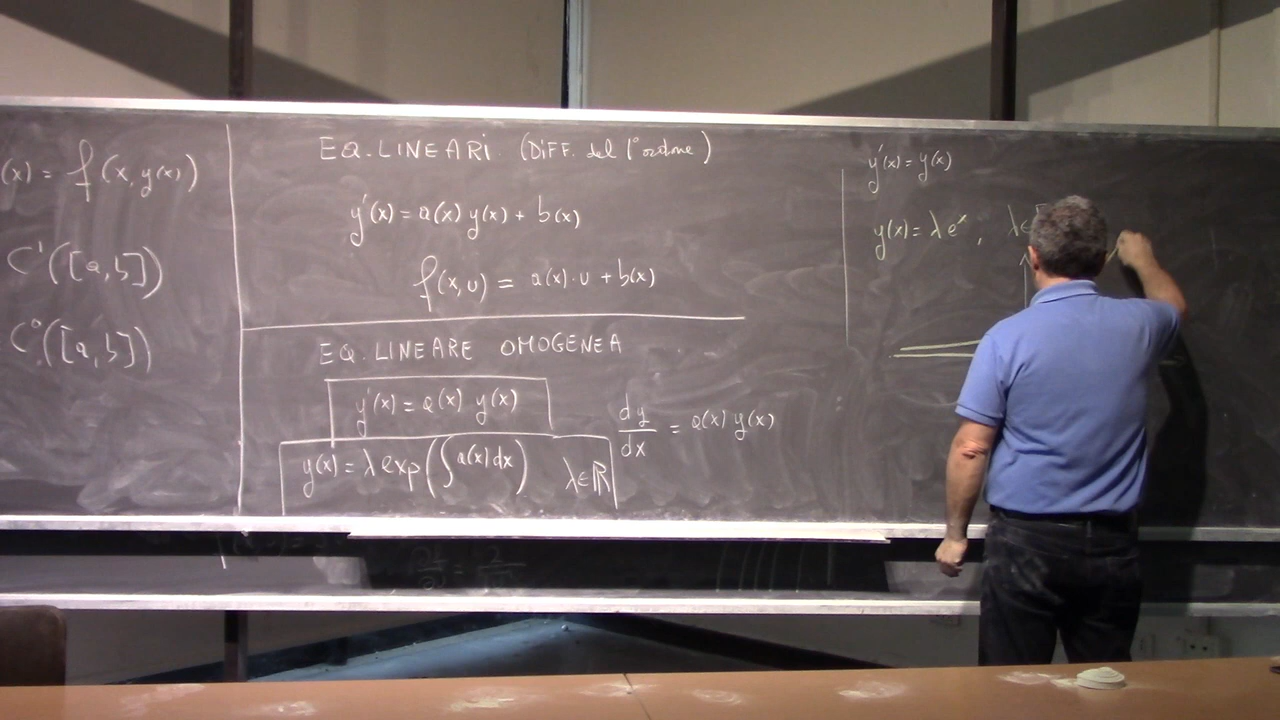 (x) = f(x, y(x))
C¹([a,b])
C⁰([a,b])
EQ. LINEARI (DIFF. del 1° ordine)
y'(x) = a(x) y(x) + b(x)
f(x,u) = a(x)·u + b(x)
EQ. LINEARE OMOGENEA
y'(x) = a(x) y(x)
dy/dx = a(x) y(x)
y(x) = λ exp(∫a(x)dx) λ∈ℝ
y'(x) = y(x)
y(x) = λ eˣ, λ∈